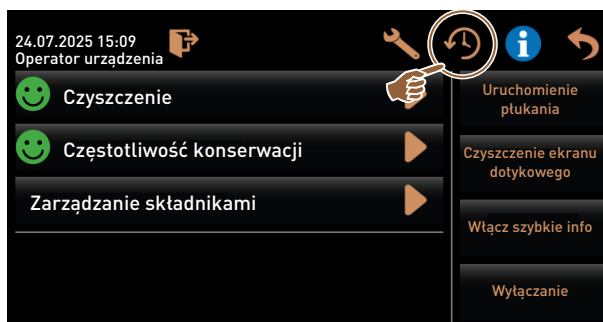 24.07.2025 15:09
Operator urządzenia
Czyszczenie
Częstotliwość konserwacji
Zarządzanie składnikami
Uruchomienie
płukania
Czyszczenie ekranu
dotykowego
Włącz szybkie info
Wyłączanie